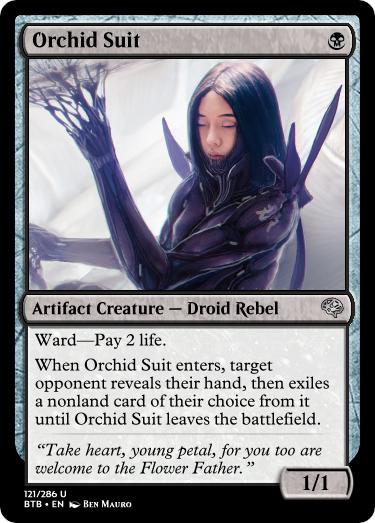 Orchid Suit
Artifact Creature — Droid Rebel
Ward—Pay 2 life.
When Orchid Suit enters, target
opponent reveals their hand, then exiles
a nonland card of their choice from it
until Orchid Suit leaves the battlefield.
“Take heart, young petal, for you too are
welcome to the Flower Father.”
1/1
121/286 U
BTB • EN Ben Mauro